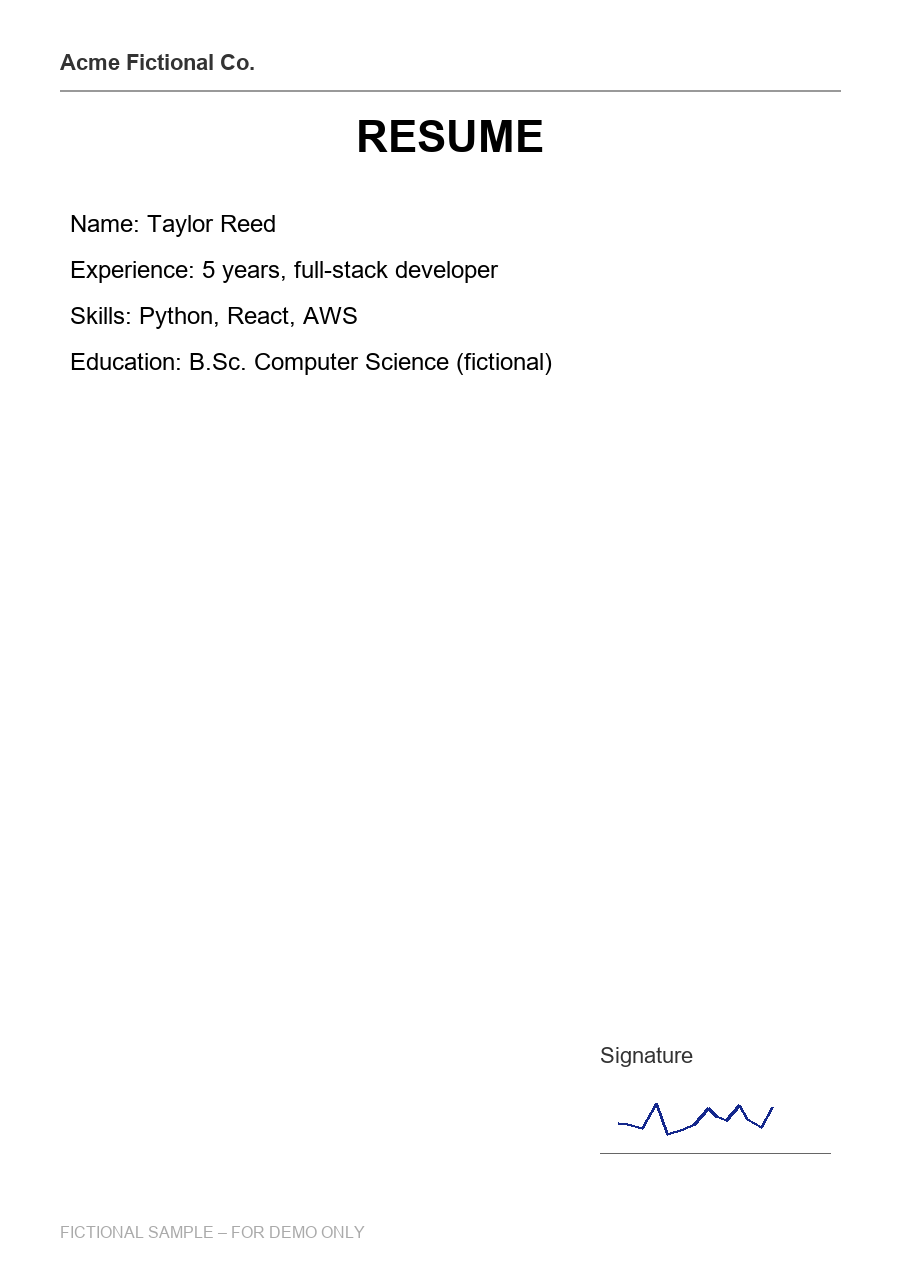 Acme Fictional Co.
RESUME
Name: Taylor Reed
Experience: 5 years, full-stack developer
Skills: Python, React, AWS
Education: B.Sc. Computer Science (fictional)
Signature
FICTIONAL SAMPLE – FOR DEMO ONLY